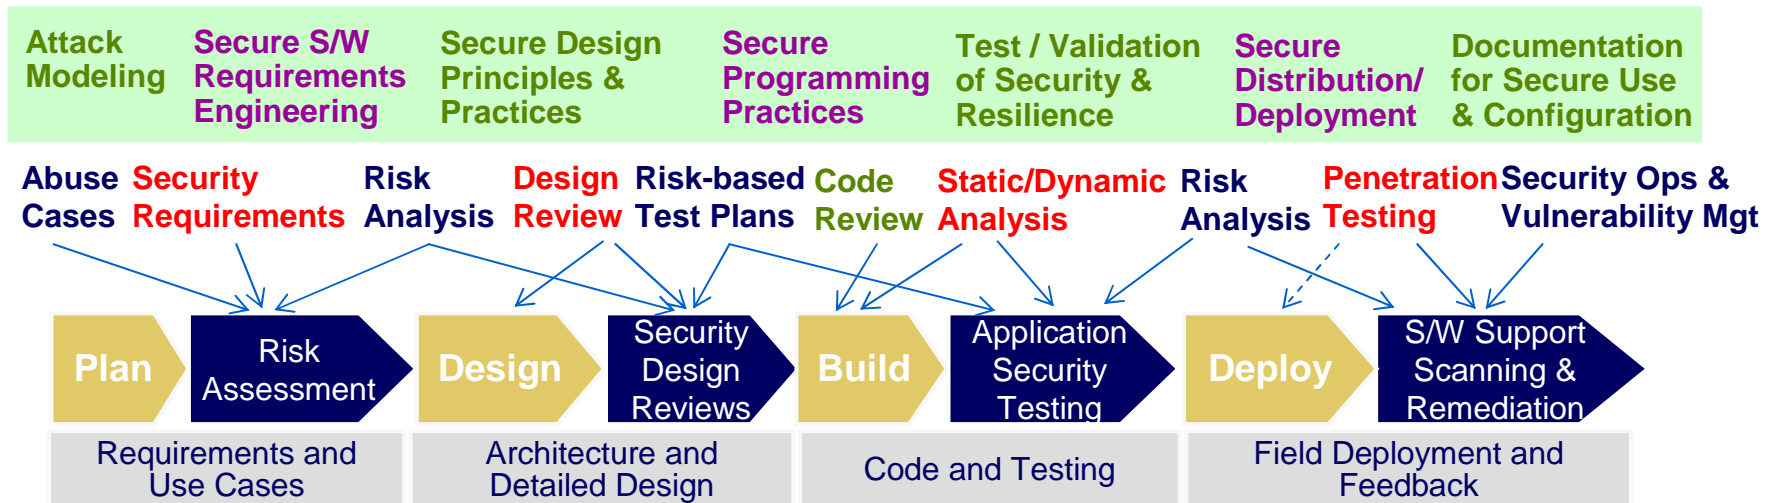 Attack
Modeling
Secure S/W
Requirements
Engineering
Secure Design
Principles &
Practices
Secure
Programming
Practices
Test / Validation
of Security &
Resilience
Secure
Distribution/
Deployment
Documentation
for Secure Use
& Configuration
Abuse
Cases
Security
Requirements
Risk
Analysis
Design
Review
Risk-based
Test Plans
Code
Review
Static/Dynamic
Analysis
Risk
Analysis
Penetration
Testing
Security Ops &
Vulnerability Mgt
Plan
Risk
Assessment
Design
Security
Design
Reviews
Build
Application
Security
Testing
Deploy
S/W Support
Scanning &
Remediation
Requirements and
Use Cases
Architecture and
Detailed Design
Code and Testing
Field Deployment and
Feedback